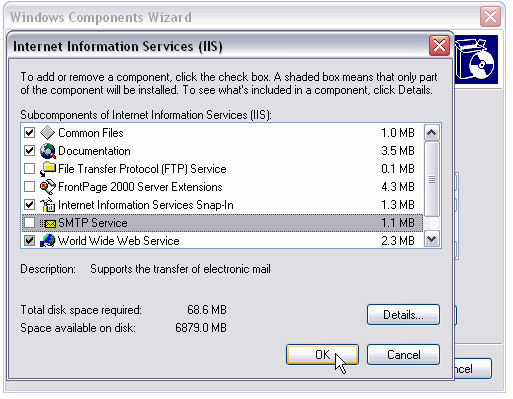 Windows Components Wizard
Internet Information Services (IIS)
To add or remove a component, click the check box. A shaded box means that only part
of the component will be installed. To see what's included in a component, click Details.
Subcomponents of Internet Information Services (IIS):
Common Files 1.0 MB
Documentation 3.5 MB
File Transfer Protocol (FTP) Service 0.1 MB
FrontPage 2000 Server Extensions 4.3 MB
Internet Information Services Snap-In 1.3 MB
SMTP Service 1.1 MB
World Wide Web Service 2.3 MB
Description: Supports the transfer of electronic mail
Total disk space required: 68.6 MB
Space available on disk: 6879.0 MB
Details...
OK Cancel
ncel